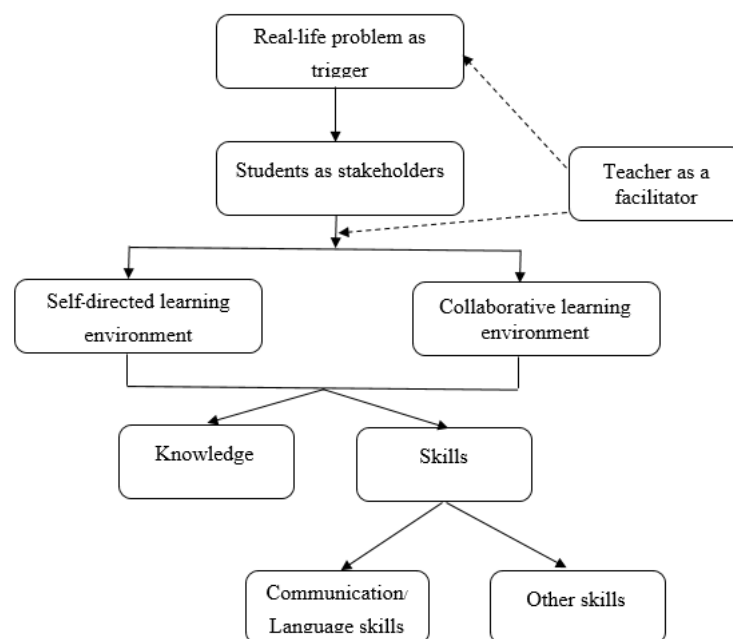 Real-life problem as
trigger
Students as stakeholders
Teacher as a
facilitator
Self-directed learning
environment
Collaborative learning
environment
Knowledge
Skills
Communication/
Language skills
Other skills